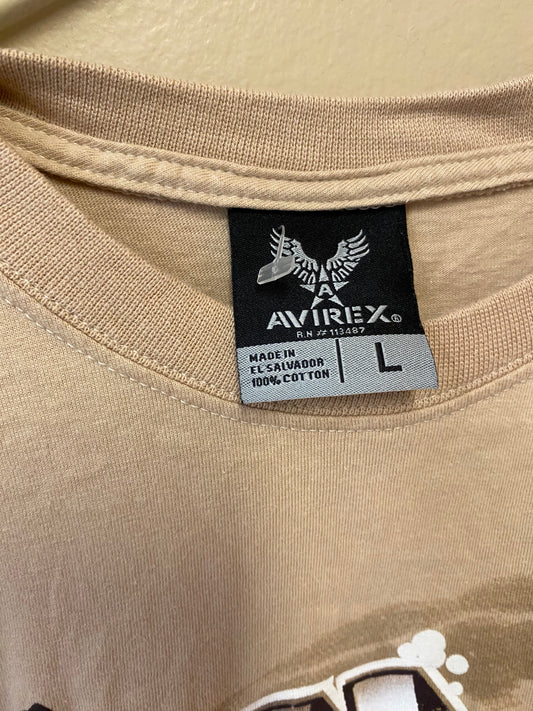 A
AVIREX®
R.N # 113487
MADE IN
EL SALVADOR
100% COTTON
L